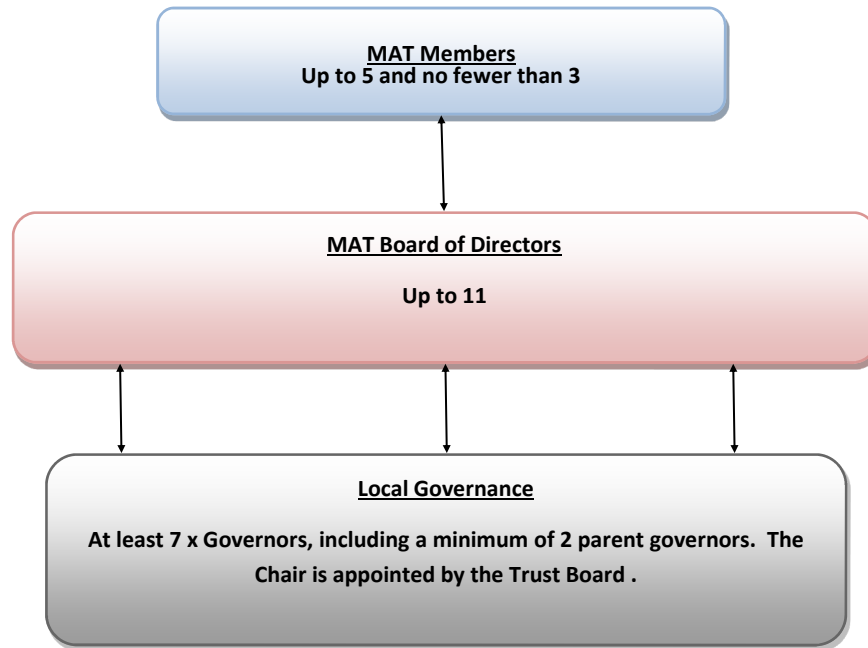 MAT Members
Up to 5 and no fewer than 3
MAT Board of Directors
Up to 11
Local Governance
At least 7 x Governors, including a minimum of 2 parent governors.  The
Chair is appointed by the Trust Board .